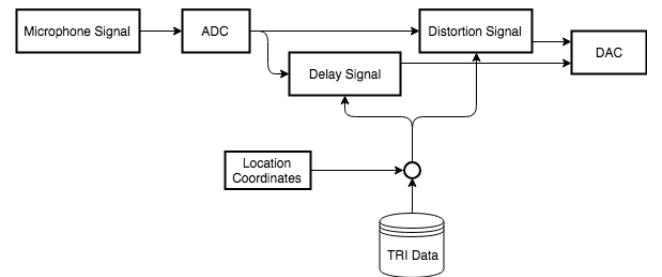 Microphone Signal
ADC
Distortion Signal
DAC
Delay Signal
Location
Coordinates
TRI Data